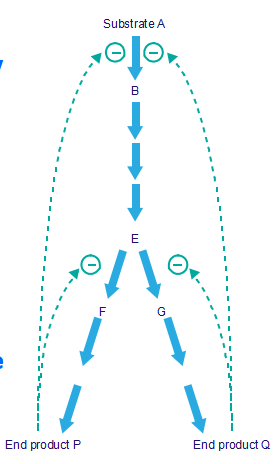 Substrate A
B
E
F
G
End product P
End product Q
y
e